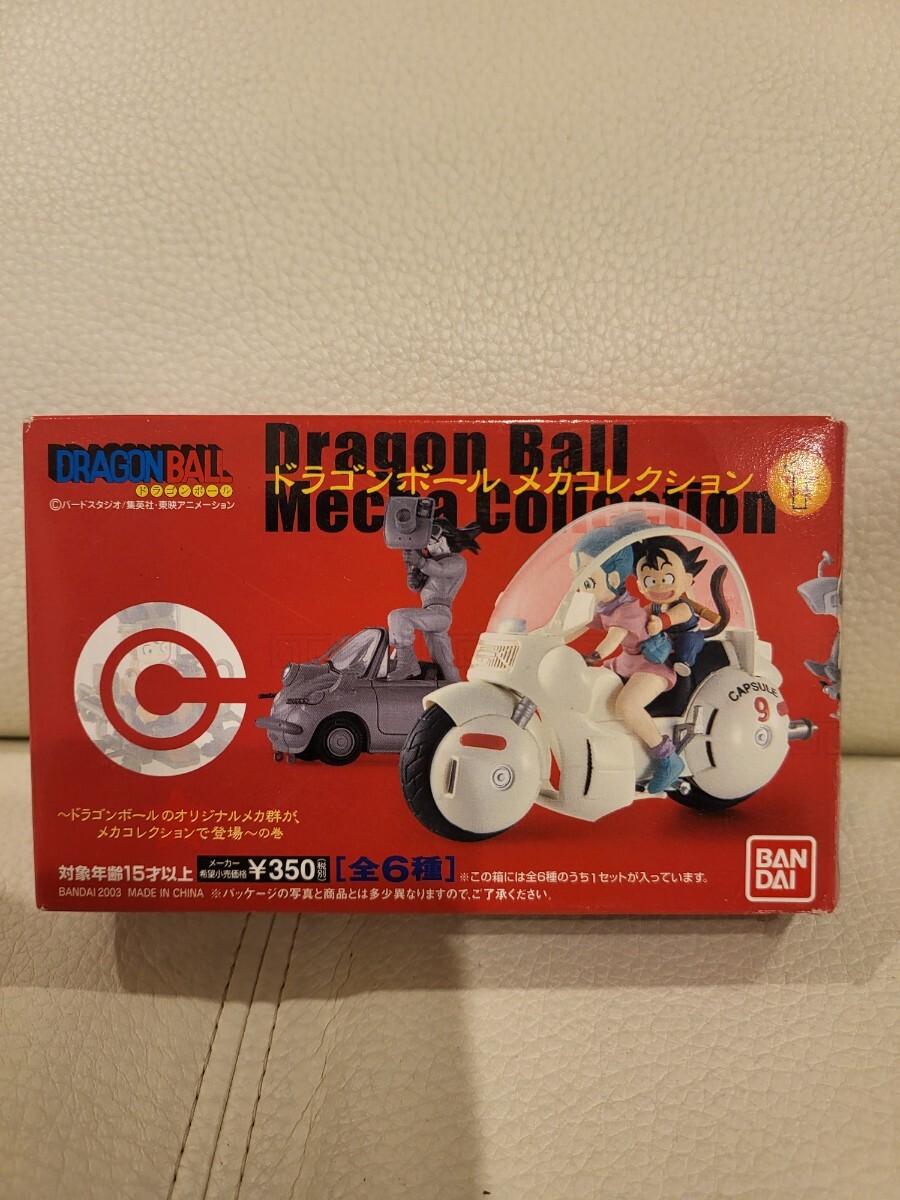 DRAGONBALL
ドラゴンボール
©バードスタジオ/集英社・東映アニメーション
Dragon Ball
ドラゴンボール メカコレクション
Mecha Collection
CAPSULE
9
～ドラゴンボールのオリジナルメカ群が、
メカコレクションで登場～の巻
対象年齢15才以上 メーカー希望小売価格 ¥350 税別 [全6種] ※この箱には全6種のうち1セットが入っています。
BANDAI 2003 MADE IN CHINA ※パッケージの写真と商品とは多少異なりますので、ご了承ください。
BAN
DAI